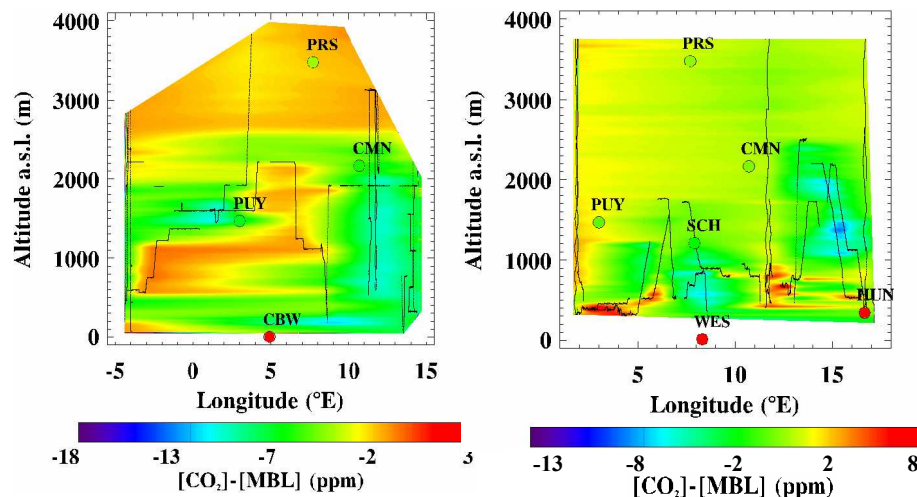 4000
3000
2000
1000
0
Altitude a.s.l. (m)
PRS
CMN
PUY
CBW
-5
0
5
10
15
Longitude (°E)
-18
-12
-7
-2
5
[CO₂]-[MBL] (ppm)
4000
3000
2000
1000
0
Altitude a.s.l. (m)
PRS
CMN
PUY
SCH
HUN
WES
5
10
15
Longitude (°E)
-13
-8
-2
2
8
[CO₂]-[MBL] (ppm)